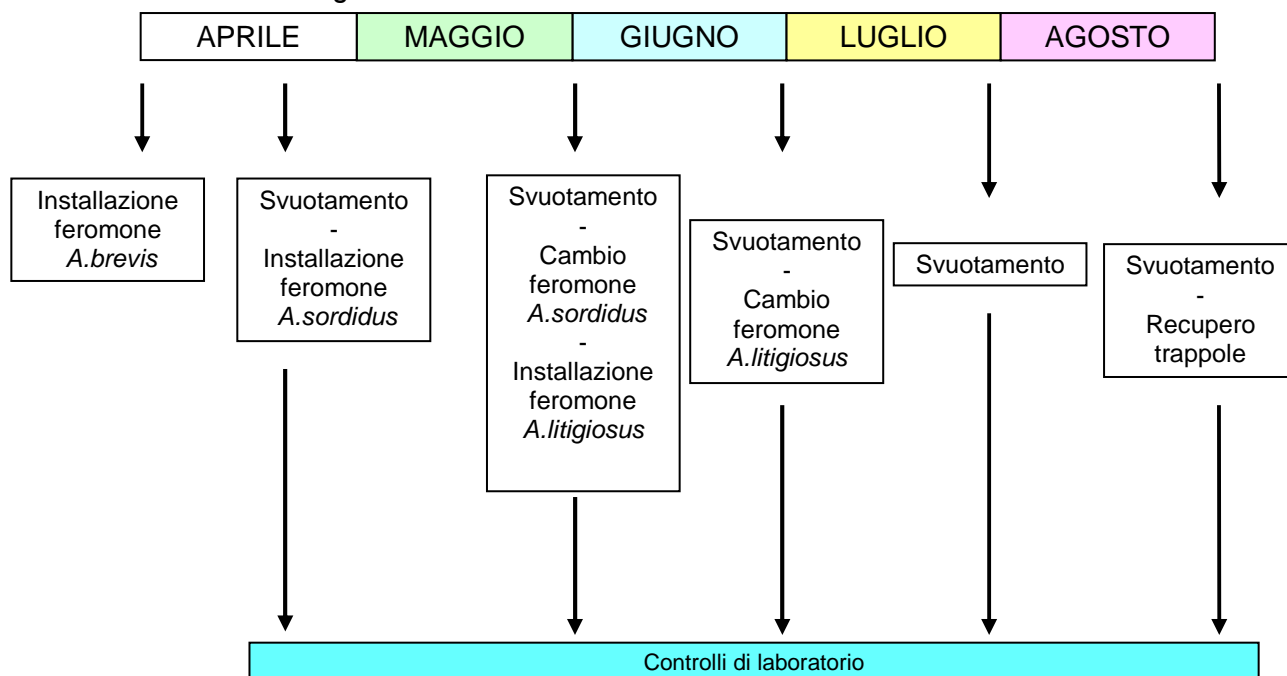 APRILE MAGGIO GIUGNO LUGLIO AGOSTO
Installazione
feromone
A.brevis
Svuotamento
-
Installazione
feromone
A.sordidus
Svuotamento
-
Cambio
feromone
A.sordidus
-
Installazione
feromone
A.litigiosus
Svuotamento
-
Cambio
feromone
A.litigiosus
Svuotamento
Svuotamento
-
Recupero
trappole
Controlli di laboratorio